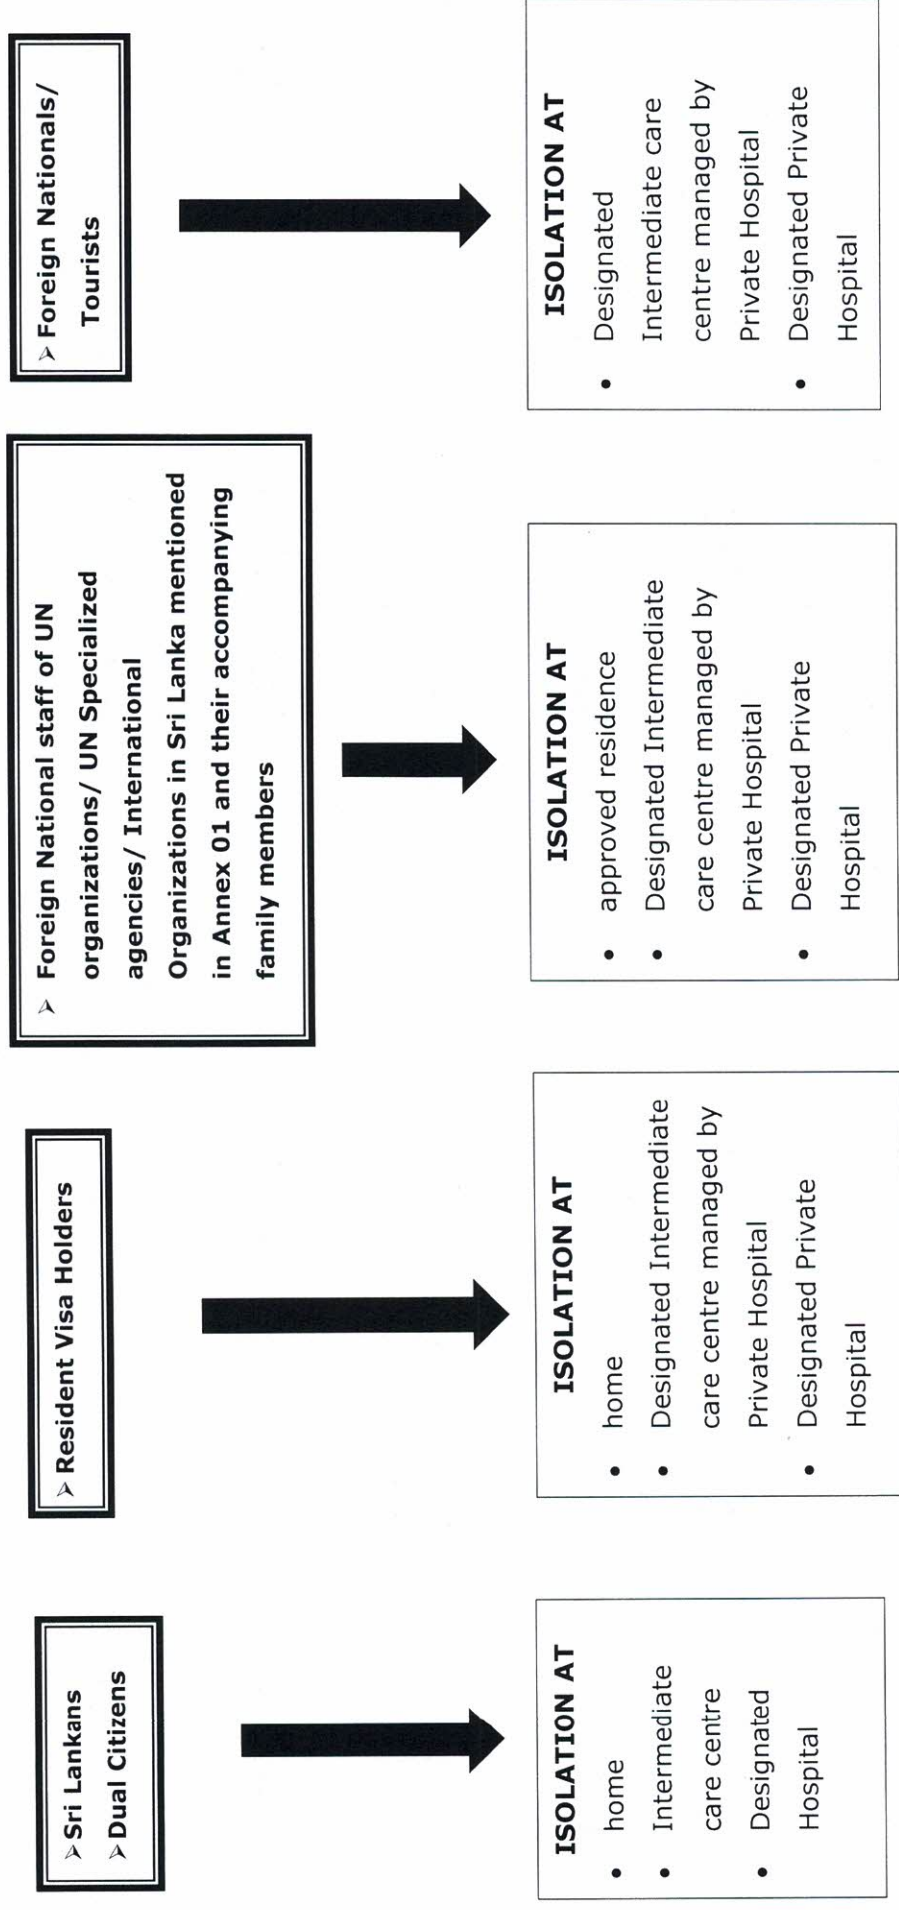 ➢ Sri Lankans
➢ Dual Citizens
ISOLATION AT
• home
• Intermediate
care centre
• Designated
Hospital
➢ Resident Visa Holders
ISOLATION AT
• home
• Designated Intermediate
care centre managed by
Private Hospital
• Designated Private
Hospital
➢ Foreign National staff of UN
organizations/ UN Specialized
agencies/ International
Organizations in Sri Lanka mentioned
in Annex 01 and their accompanying
family members
ISOLATION AT
• approved residence
• Designated Intermediate
care centre managed by
Private Hospital
• Designated Private
Hospital
➢ Foreign Nationals/
Tourists
ISOLATION AT
• Designated
Intermediate care
centre managed by
Private Hospital
• Designated Private
Hospital